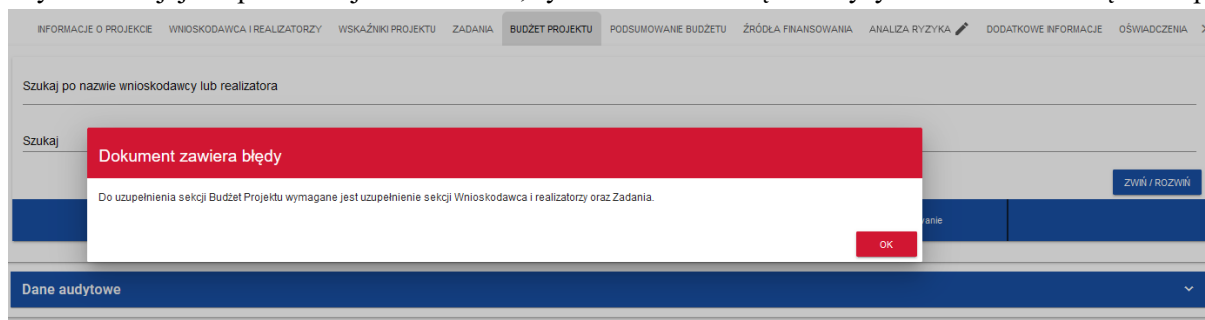 INFORMACJE O PROJEKCIE WNIOSKODAWCA I REALIZATORZY WSKAŹNIKI PROJEKTU ZADANIA BUDŻET PROJEKTU PODSUMOWANIE BUDŻETU ŹRÓDŁA FINANSOWANIA ANALIZA RYZYKA DODATKOWE INFORMACJE OŚWIADCZENIA
Szukaj po nazwie wnioskodawcy lub realizatora
Szukaj
Dokument zawiera błędy
Do uzupełnienia sekcji Budżet Projektu wymagane jest uzupełnienie sekcji Wnioskodawca i realizatorzy oraz Zadania.
ZWIŃ / ROZWIŃ
OK
Dane audytowe